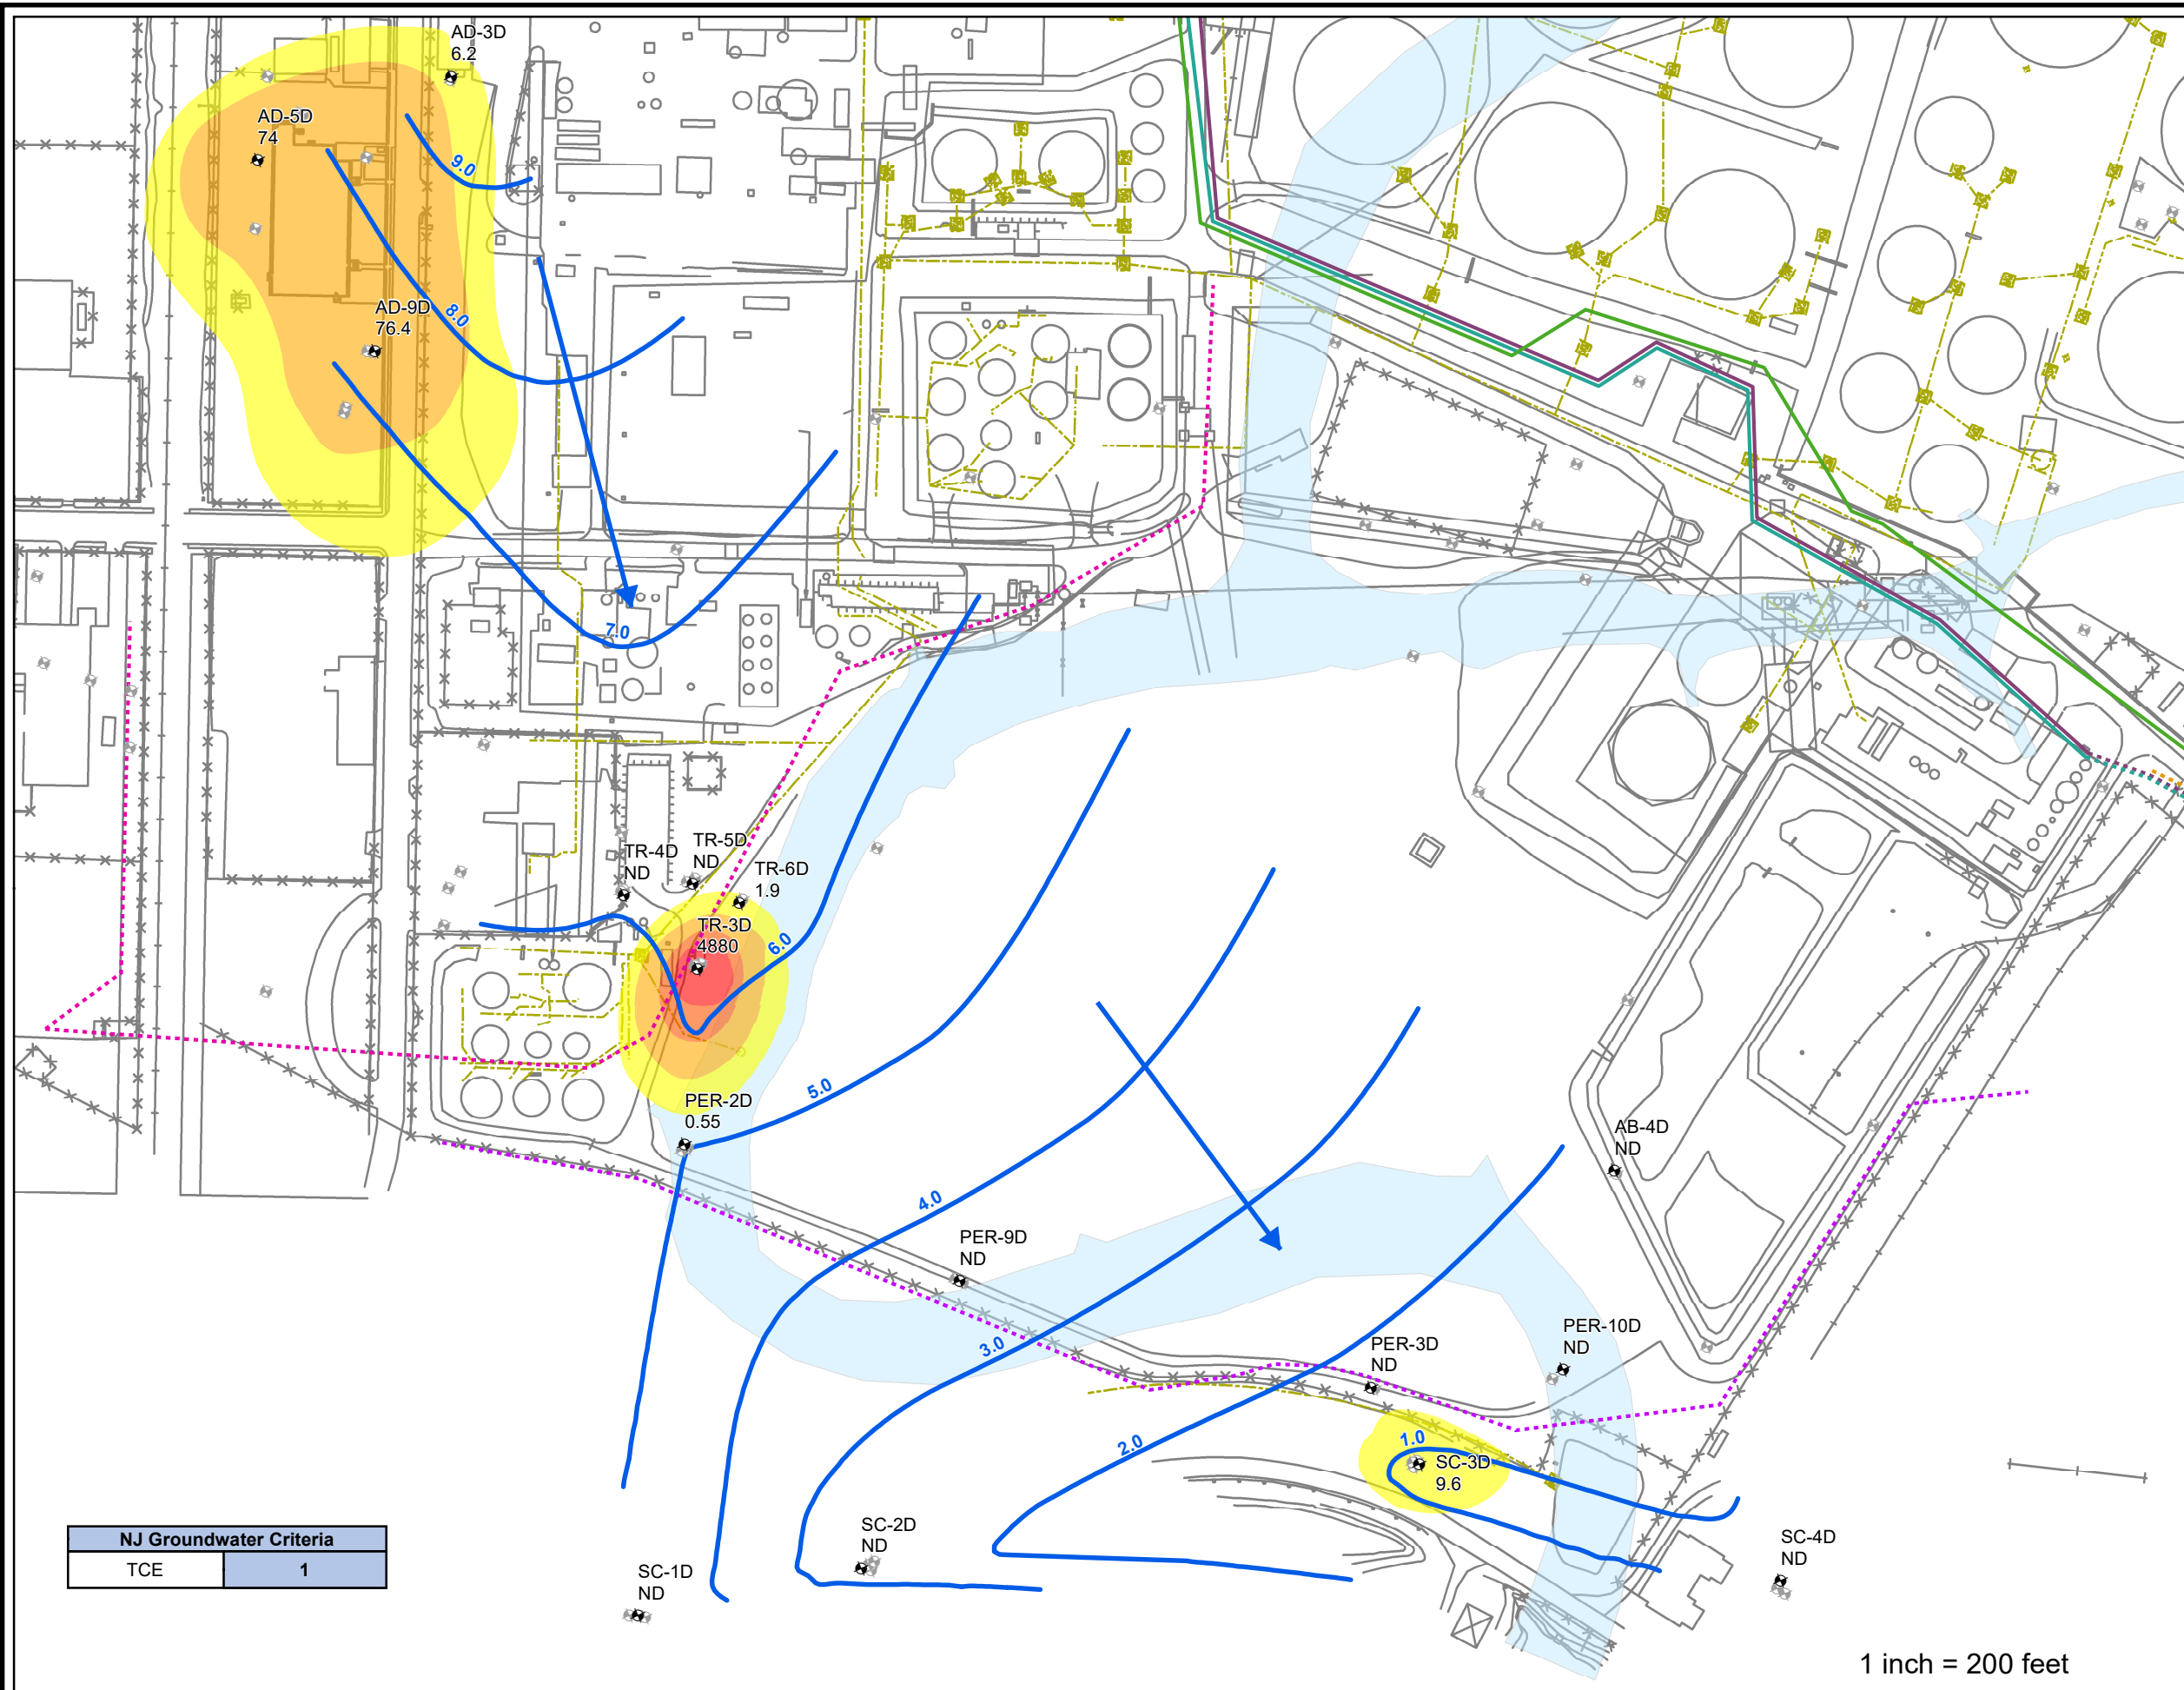 AD-3D
6.2
AD-5D
74
9.0
AD-9D
76.4
8.0
7.0
TR-5D
ND
TR-4D
ND
TR-6D
1.9
TR-3D
4880
6.0
5.0
PER-2D
0.55
AB-4D
ND
4.0
PER-9D
ND
3.0
PER-3D
ND
PER-10D
ND
2.0
1.0
SC-3D
9.6
SC-2D
ND
SC-1D
ND
SC-4D
ND
NJ Groundwater Criteria
TCE 1
1 inch = 200 feet